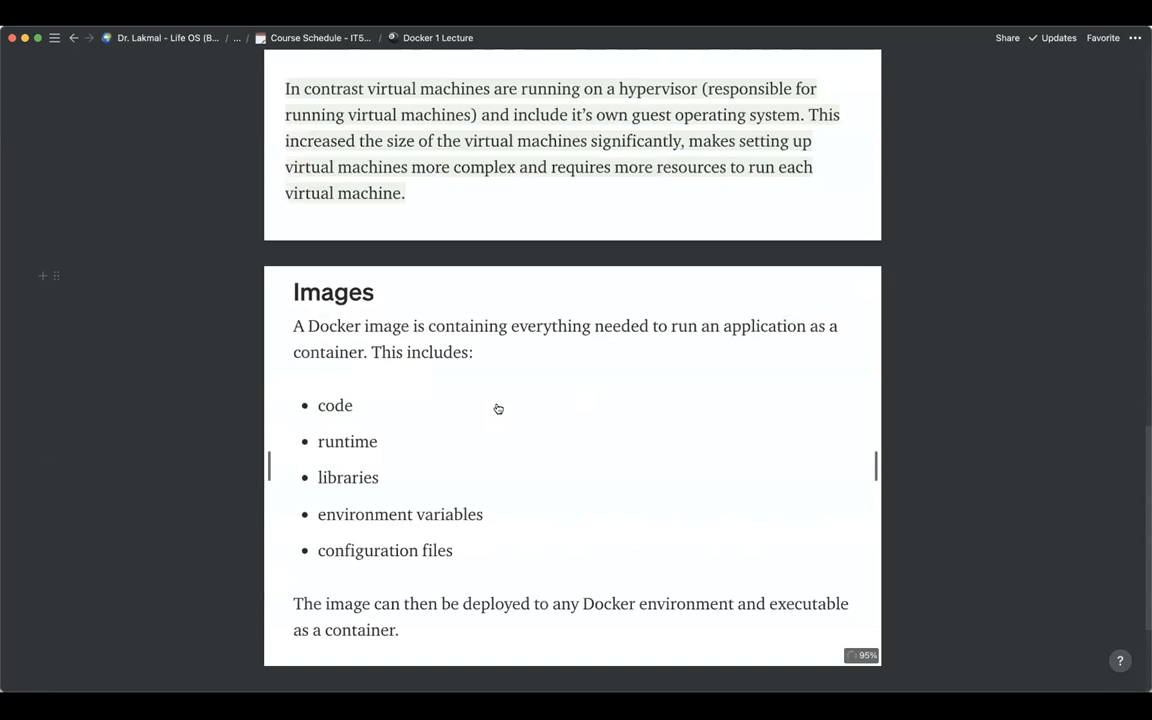 Dr. Lakmal - Life OS (B... / ... / Course Schedule - IT5... / Docker 1 Lecture Share Updates Favorite
In contrast virtual machines are running on a hypervisor (responsible for
running virtual machines) and include it’s own guest operating system. This
increased the size of the virtual machines significantly, makes setting up
virtual machines more complex and requires more resources to run each
virtual machine.
Images
A Docker image is containing everything needed to run an application as a
container. This includes:
• code
• runtime
• libraries
• environment variables
• configuration files
The image can then be deployed to any Docker environment and executable
as a container.
95%
?